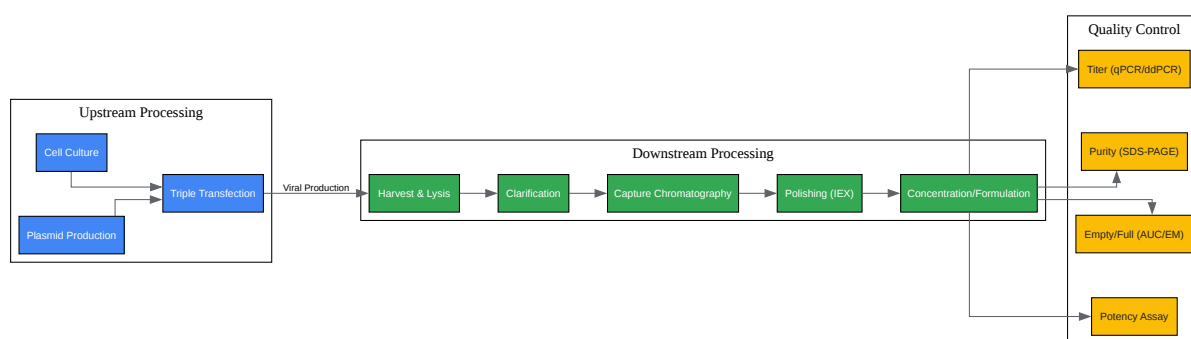 Upstream Processing
Cell Culture
Plasmid Production
Triple Transfection
Viral Production
Downstream Processing
Harvest & Lysis
Clarification
Capture Chromatography
Polishing (IEX)
Concentration/Formulation
Quality Control
Titer (qPCR/ddPCR)
Purity (SDS-PAGE)
Empty/Full (AUC/EM)
Potency Assay